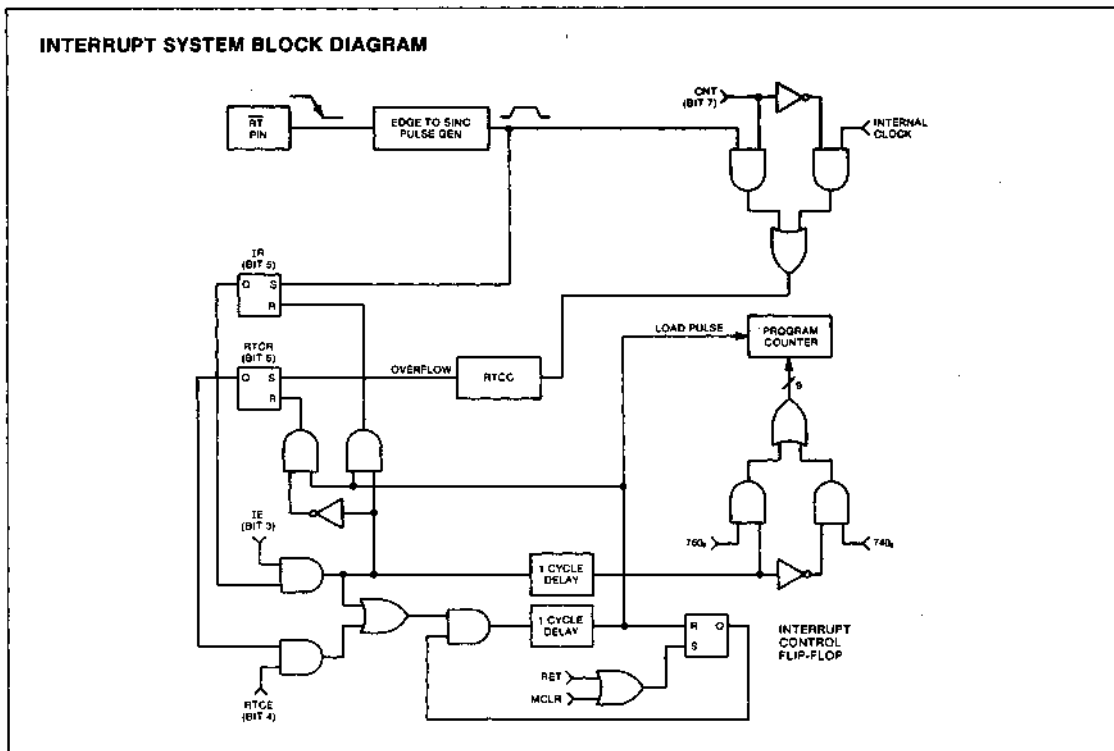 INTERRUPT SYSTEM BLOCK DIAGRAM
RT
PIN
EDGE TO SINC
PULSE GEN
CNT
(BIT 7)
INTERNAL
CLOCK
IR
(BIT 5)
Q S
R
RTCR
(BIT 6)
Q S
R
OVERFLOW
RTCC
LOAD PULSE
PROGRAM
COUNTER
9
IE
(BIT 3)
760₈
740₈
1 CYCLE
DELAY
1 CYCLE
DELAY
R Q
S
INTERRUPT
CONTROL
FLIP-FLOP
RET
MCLR
RTCE
(BIT 4)